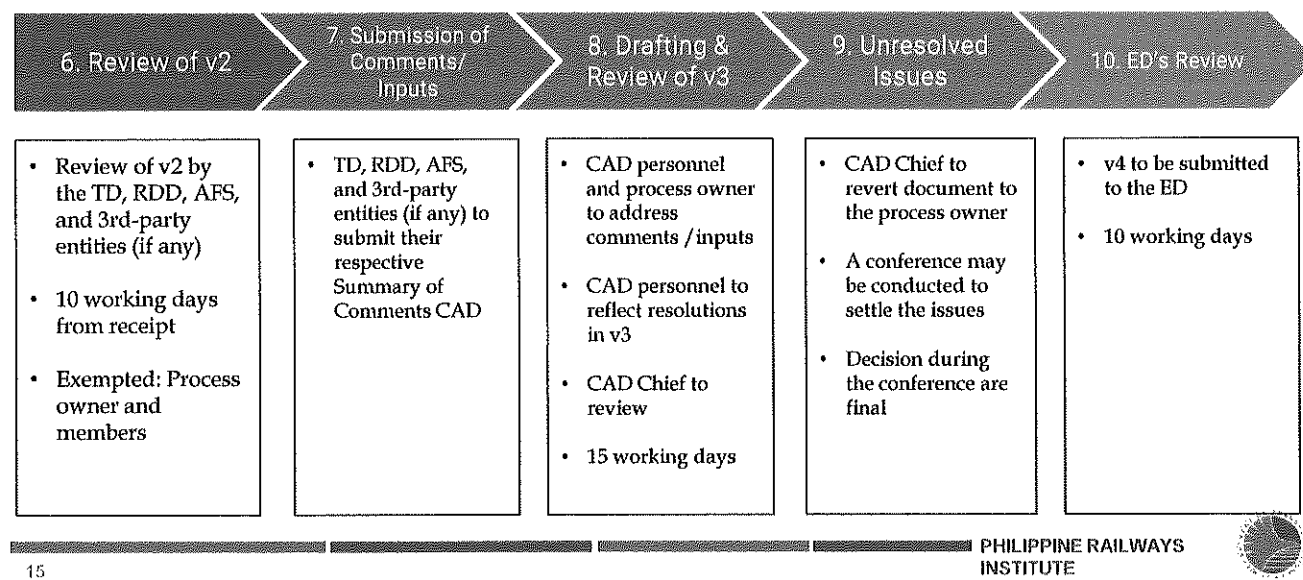 6. Review of v2
7. Submission of
Comments/
Inputs
8. Drafting &
Review of v3
9. Unresolved
Issues
10. ED's Review
• Review of v2 by
the TD, RDD, AFS,
and 3rd-party
entities (if any)
• 10 working days
from receipt
• Exempted: Process
owner and
members
• TD, RDD, AFS,
and 3rd-party
entities (if any) to
submit their
respective
Summary of
Comments CAD
• CAD personnel
and process owner
to address
comments / inputs
• CAD personnel to
reflect resolutions
in v3
• CAD Chief to
review
• 15 working days
• CAD Chief to
revert document to
the process owner
• A conference may
be conducted to
settle the issues
• Decision during
the conference are
final
• v4 to be submitted
to the ED
• 10 working days
PHILIPPINE RAILWAYS
INSTITUTE
15